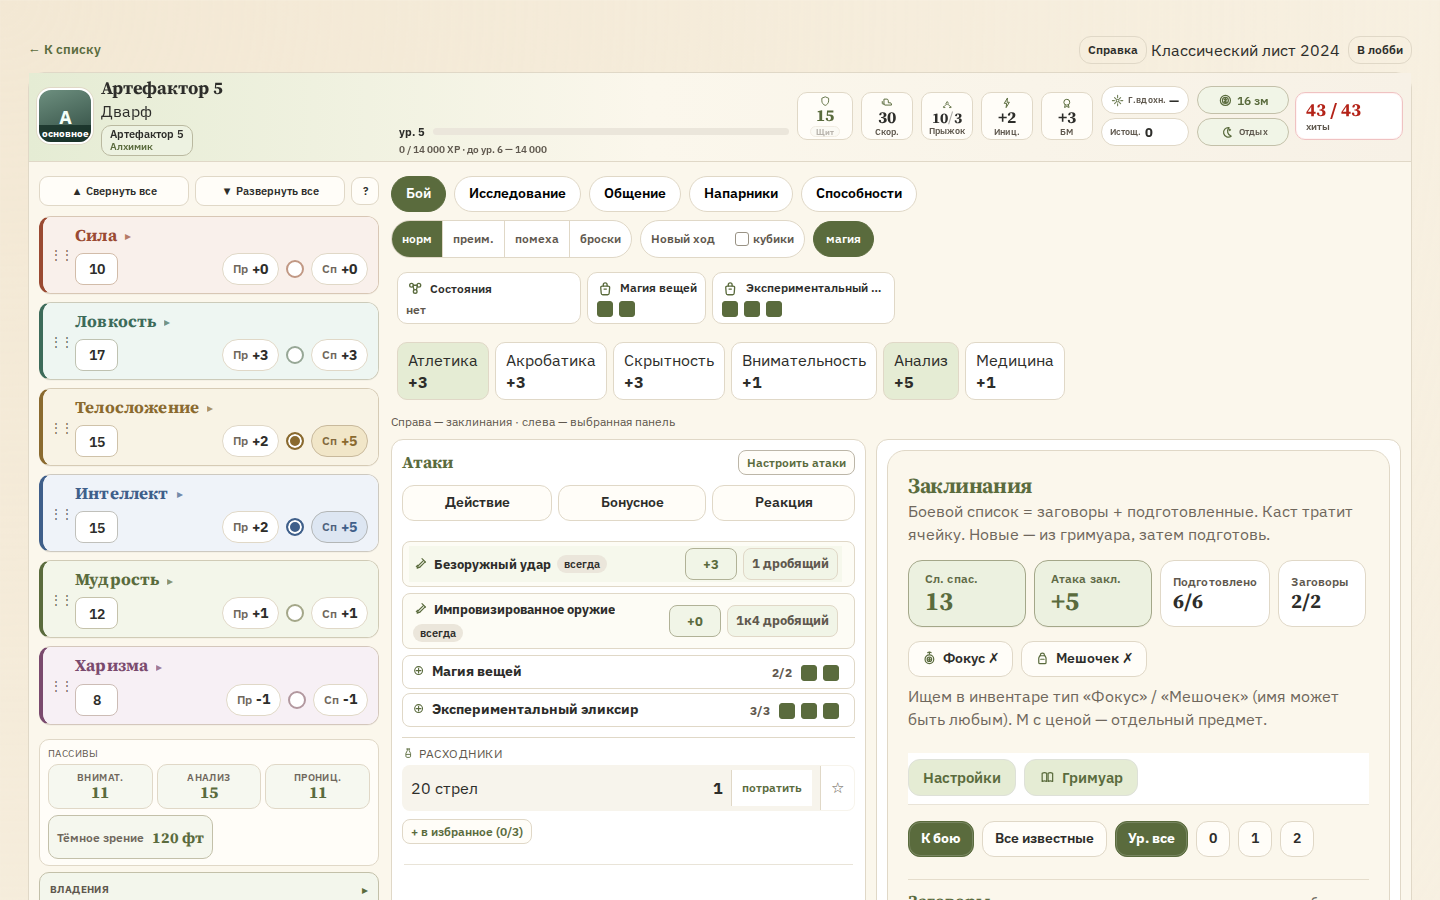 ← К списку
Справка Классический лист 2024 В лобби
А
основное
Артефактор 5
Дварф
Артефактор 5
Алхимик
ур. 5
0 / 14 000 XP · до ур. 6 — 14 000
15
Щит
30
Скор.
10/3
Прыжок
+2
Иниц.
+3
БМ
Г.вдохн. —
Истощ. 0
16 зм
Отдых
43 / 43
хиты
▲ Свернуть все ▼ Развернуть все ?
Сила ▸
10 Пр +0 Сп +0
Ловкость ▸
17 Пр +3 Сп +3
Телосложение ▸
15 Пр +2 Сп +5
Интеллект ▸
15 Пр +2 Сп +5
Мудрость ▸
12 Пр +1 Сп +1
Харизма ▸
8 Пр -1 Сп -1
ПАССИВЫ
ВНИМАТ. АНАЛИЗ ПРОНИЦ.
11 15 11
Тёмное зрение 120 фт
ВЛАДЕНИЯ ▸
Бой Исследование Общение Напарники Способности
норм преим. помеха броски Новый ход кубики магия
Состояния
нет
Магия вещей
Экспериментальный ...
Атлетика Акробатика Скрытность Внимательность Анализ Медицина
+3 +3 +3 +1 +5 +1
Справа — заклинания · слева — выбранная панель
Атаки Настроить атаки
Действие Бонусное Реакция
Безоружный удар всегда +3 1 дробящий
Импровизированное оружие
всегда
+0 1к4 дробящий
Магия вещей 2/2
Экспериментальный эликсир 3/3
РАСХОДНИКИ
20 стрел 1 потратить ☆
+ в избранное (0/3)
Заклинания
Боевой список = заговоры + подготовленные. Каст тратит
ячейку. Новые — из гримуара, затем подготовь.
Сл. спас.
13
Атака закл.
+5
Подготовлено
6/6
Заговоры
2/2
Фокус ✗ Мешочек ✗
Ищем в инвентаре тип «Фокус» / «Мешочек» (имя может
быть любым). М с ценой — отдельный предмет.
Настройки Гримуар
К бою Все известные Ур. все 0 1 2